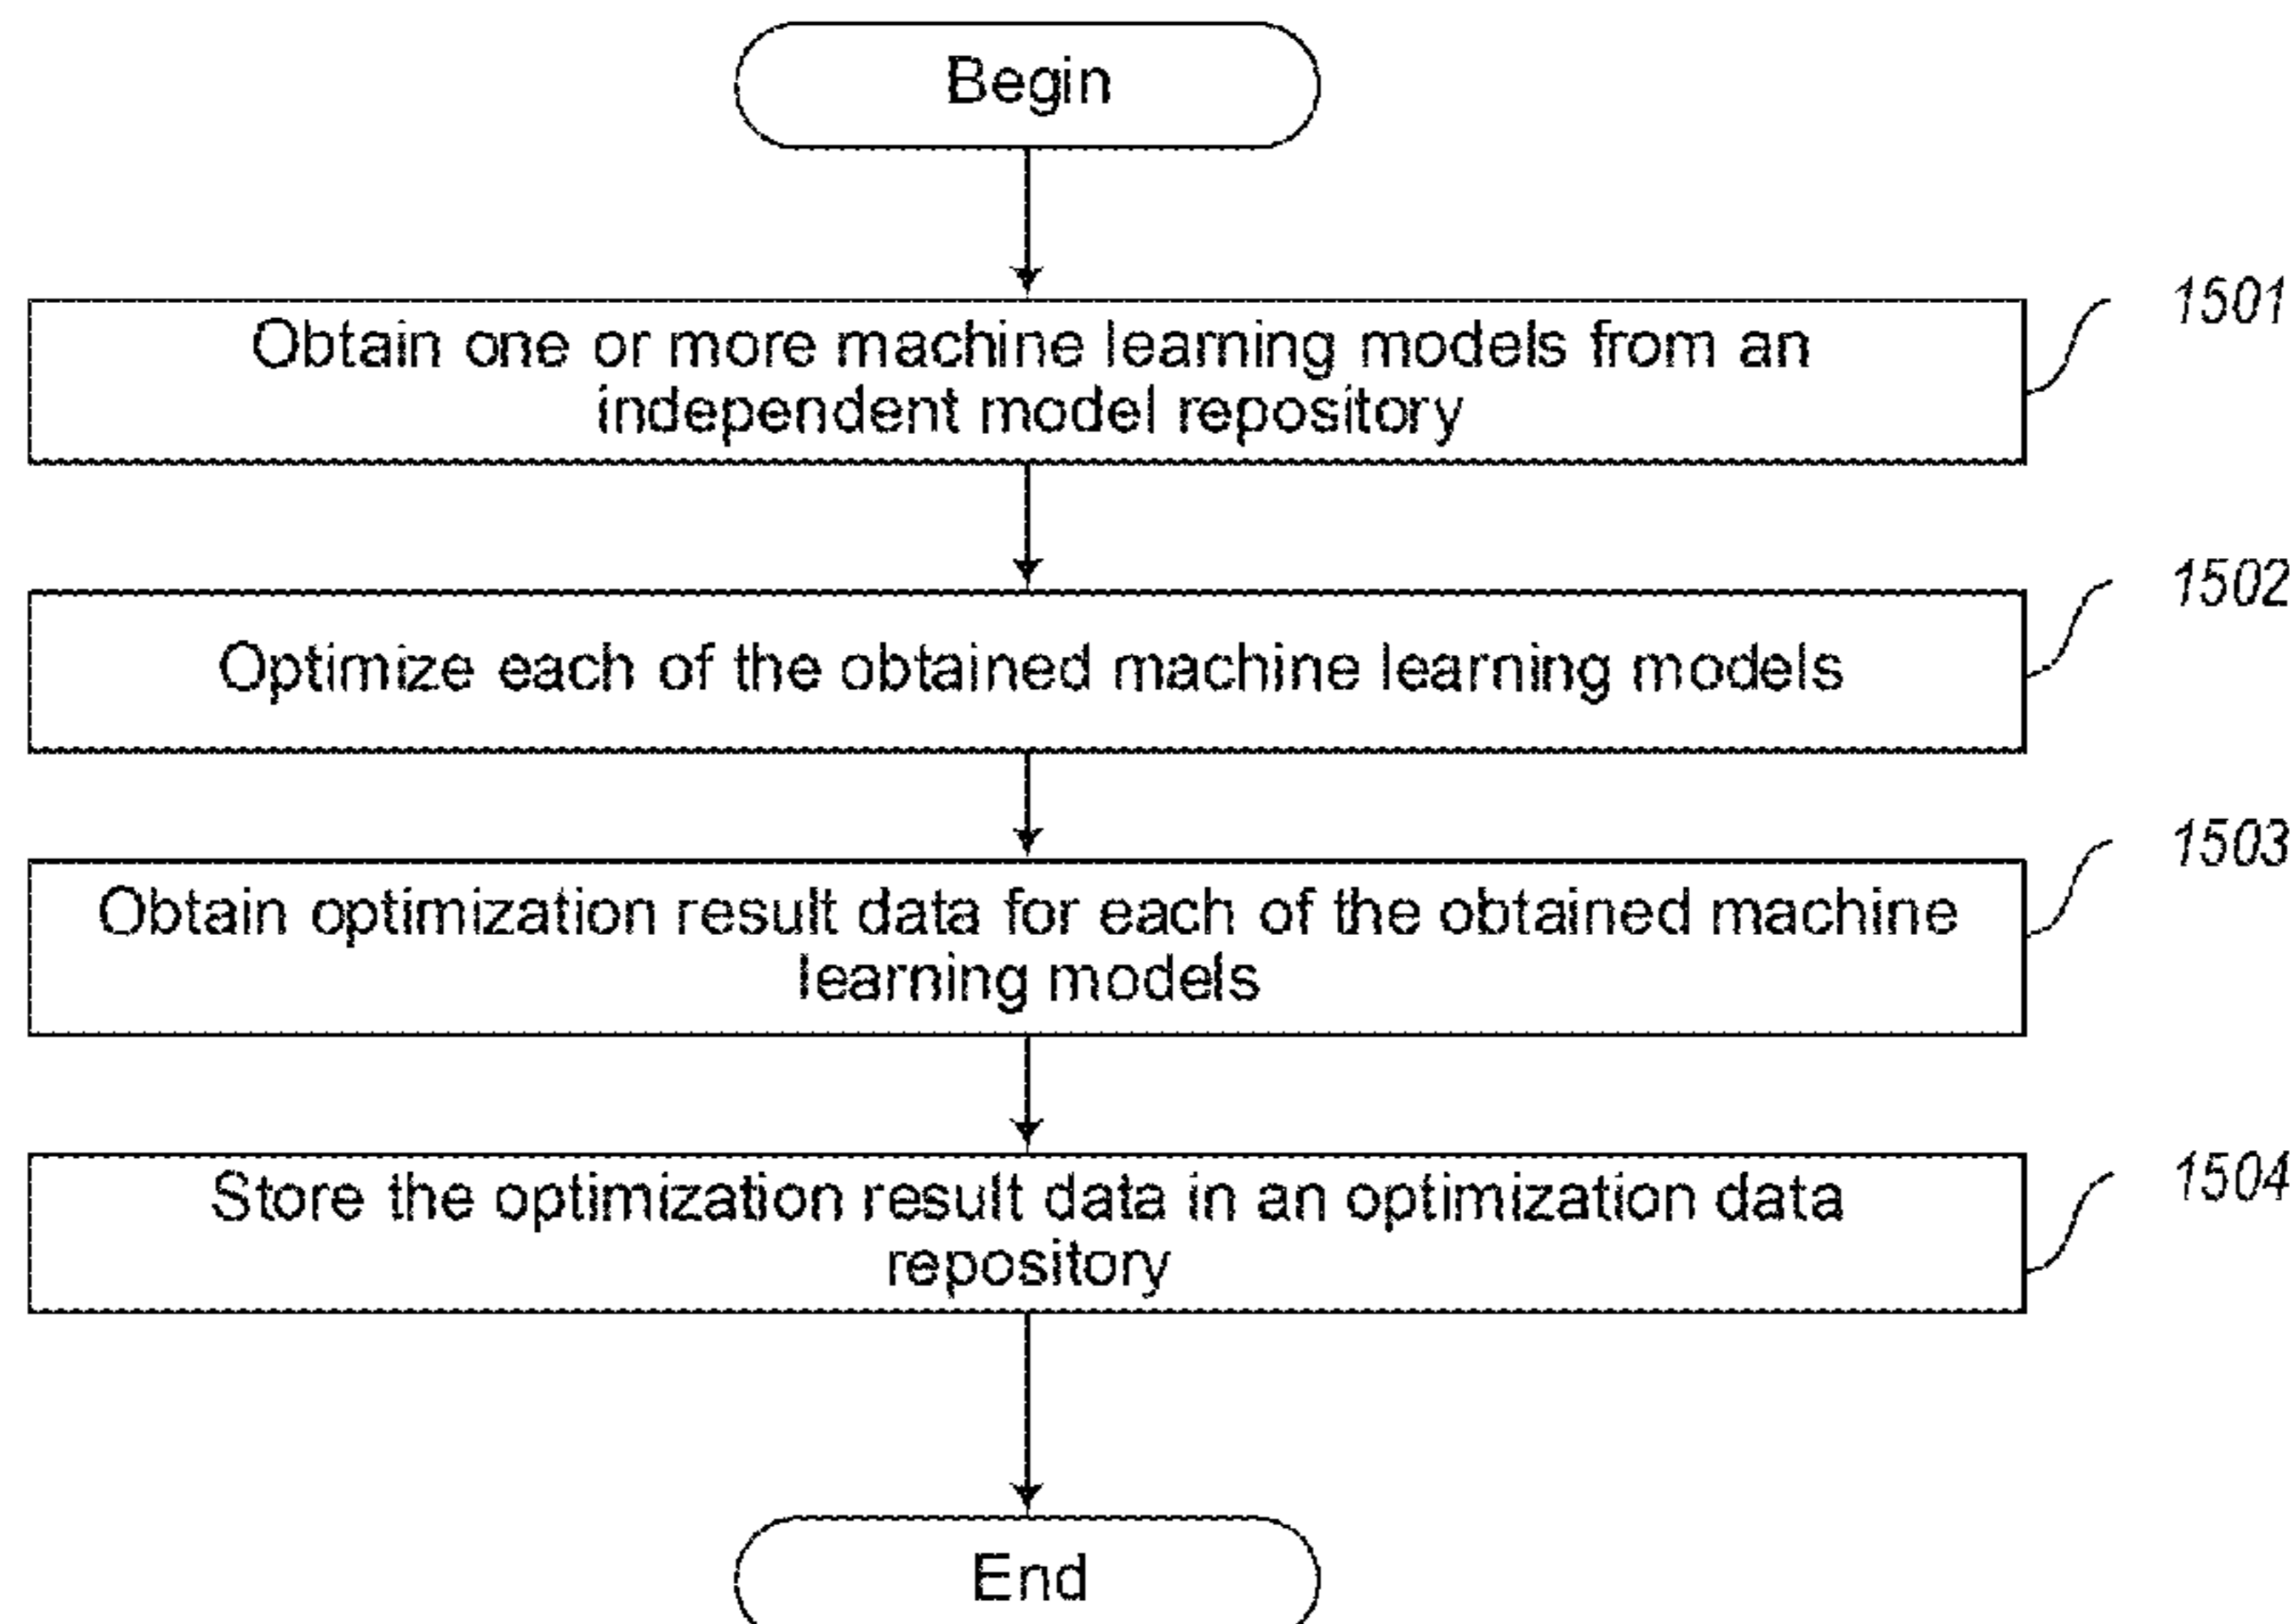 Begin
1501
Obtain one or more machine learning models from an
independent model repository
1502
Optimize each of the obtained machine learning models
1503
Obtain optimization result data for each of the obtained machine
learning models
1504
Store the optimization result data in an optimization data
repository
End